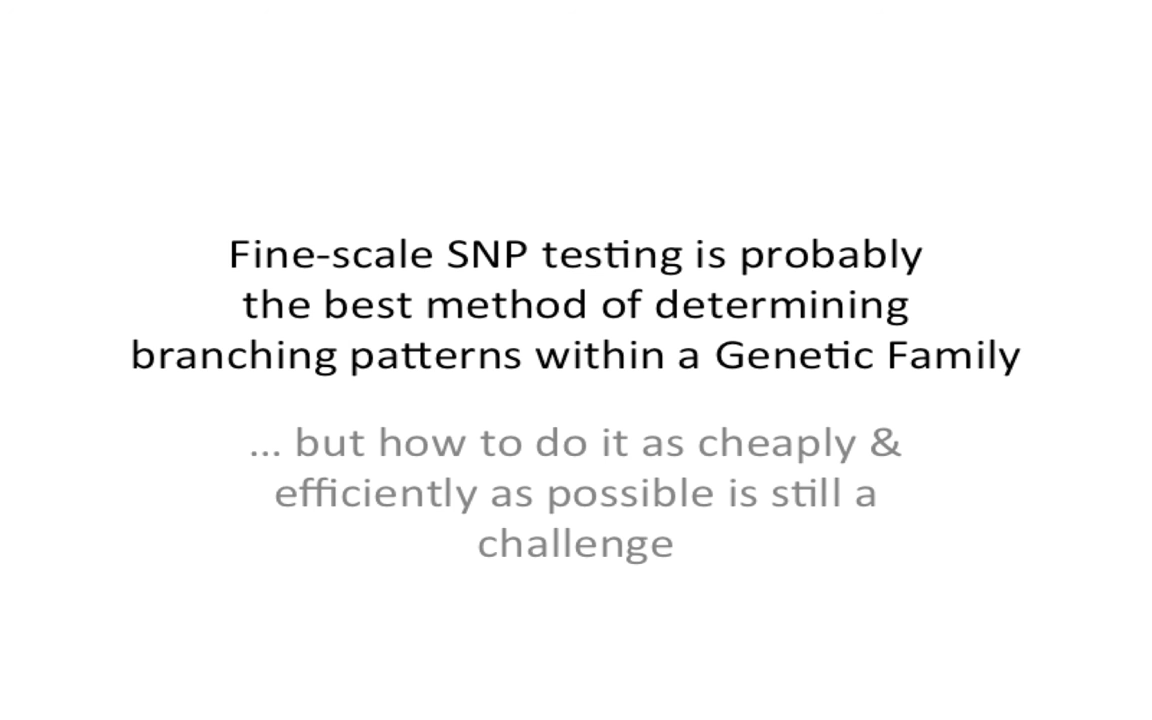 Fine-scale SNP testing is probably
the best method of determining
branching patterns within a Genetic Family
... but how to do it as cheaply &
efficiently as possible is still a
challenge